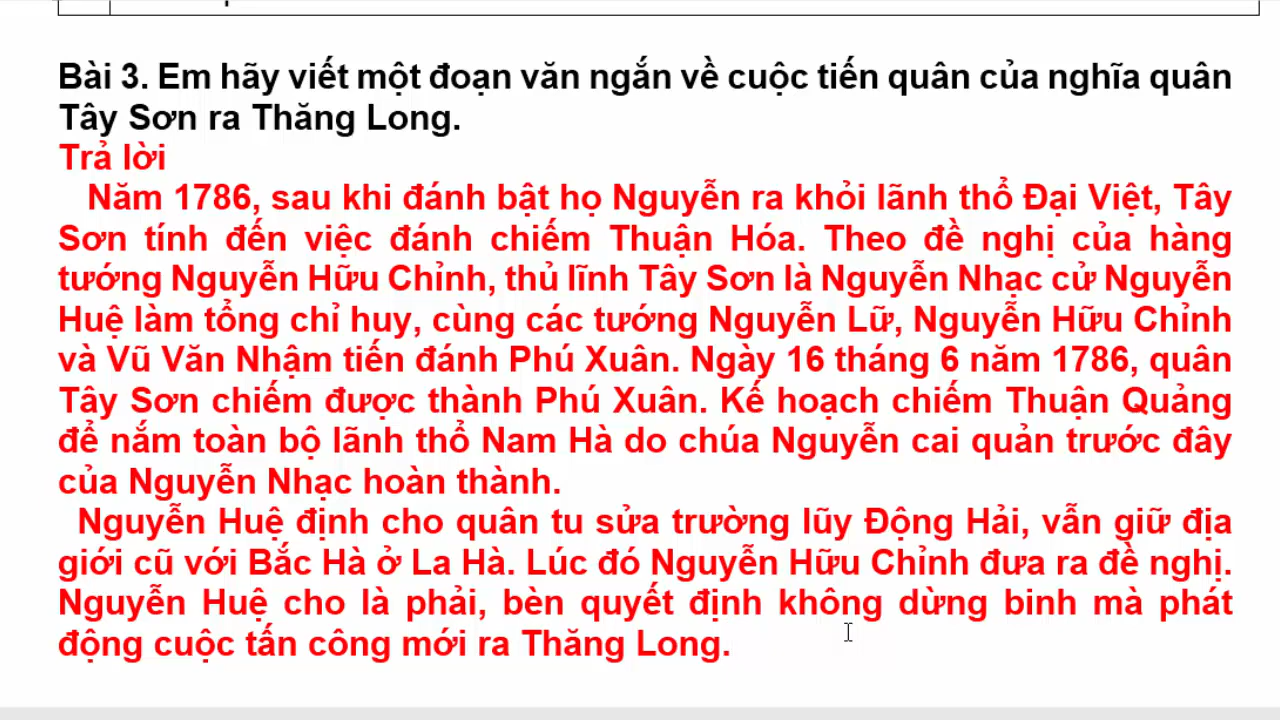 Bài 3. Em hãy viết một đoạn văn ngắn về cuộc tiến quân của nghĩa quân
Tây Sơn ra Thăng Long.
Trả lời
Năm 1786, sau khi đánh bật họ Nguyễn ra khỏi lãnh thổ Đại Việt, Tây
Sơn tính đến việc đánh chiếm Thuận Hóa. Theo đề nghị của hàng
tướng Nguyễn Hữu Chỉnh, thủ lĩnh Tây Sơn là Nguyễn Nhạc cử Nguyễn
Huệ làm tổng chỉ huy, cùng các tướng Nguyễn Lữ, Nguyễn Hữu Chỉnh
và Vũ Văn Nhậm tiến đánh Phú Xuân. Ngày 16 tháng 6 năm 1786, quân
Tây Sơn chiếm được thành Phú Xuân. Kế hoạch chiếm Thuận Quảng
để nắm toàn bộ lãnh thổ Nam Hà do chúa Nguyễn cai quản trước đây
của Nguyễn Nhạc hoàn thành.
Nguyễn Huệ định cho quân tu sửa trường lũy Động Hải, vẫn giữ địa
giới cũ với Bắc Hà ở La Hà. Lúc đó Nguyễn Hữu Chỉnh đưa ra đề nghị.
Nguyễn Huệ cho là phải, bèn quyết định không dừng binh mà phát
động cuộc tấn công mới ra Thăng Long.